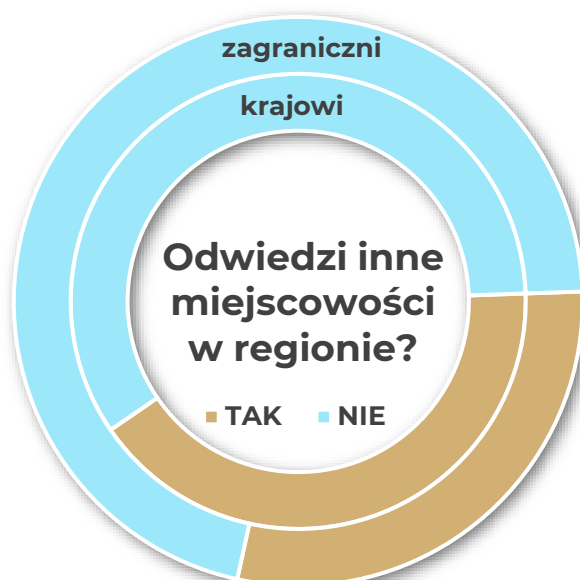 zagraniczni
krajowi
Odwiedzi inne
miejscowości
w regionie?
TAK NIE